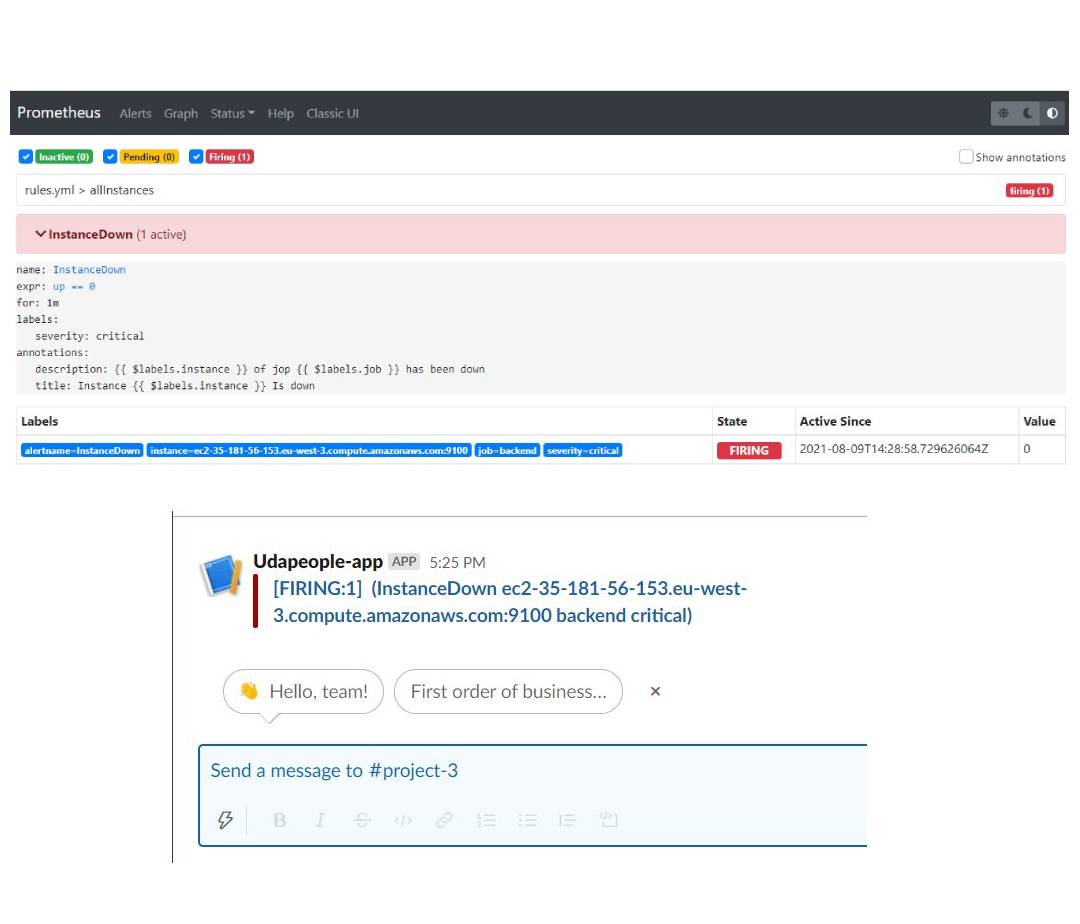 Prometheus Alerts Graph Status Help Classic UI
Inactive (0) Pending (0) Firing (1) Show annotations
rules.yml > allInstances firing (1)
InstanceDown (1 active)
name: InstanceDown
expr: up == 0
for: 1m
labels:
severity: critical
annotations:
description: {{ $labels.instance }} of jop {{ $labels.job }} has been down
title: Instance {{ $labels.instance }} Is down
Labels State Active Since Value
alertname=InstanceDown instance=ec2-35-181-56-153.eu-west-3.compute.amazonaws.com:9100 job=backend severity=critical FIRING 2021-08-09T14:28:58.729626064Z 0
Udapeople-app APP 5:25 PM
[FIRING:1] (InstanceDown ec2-35-181-56-153.eu-west-
3.compute.amazonaws.com:9100 backend critical)
Hello, team! First order of business...
Send a message to #project-3